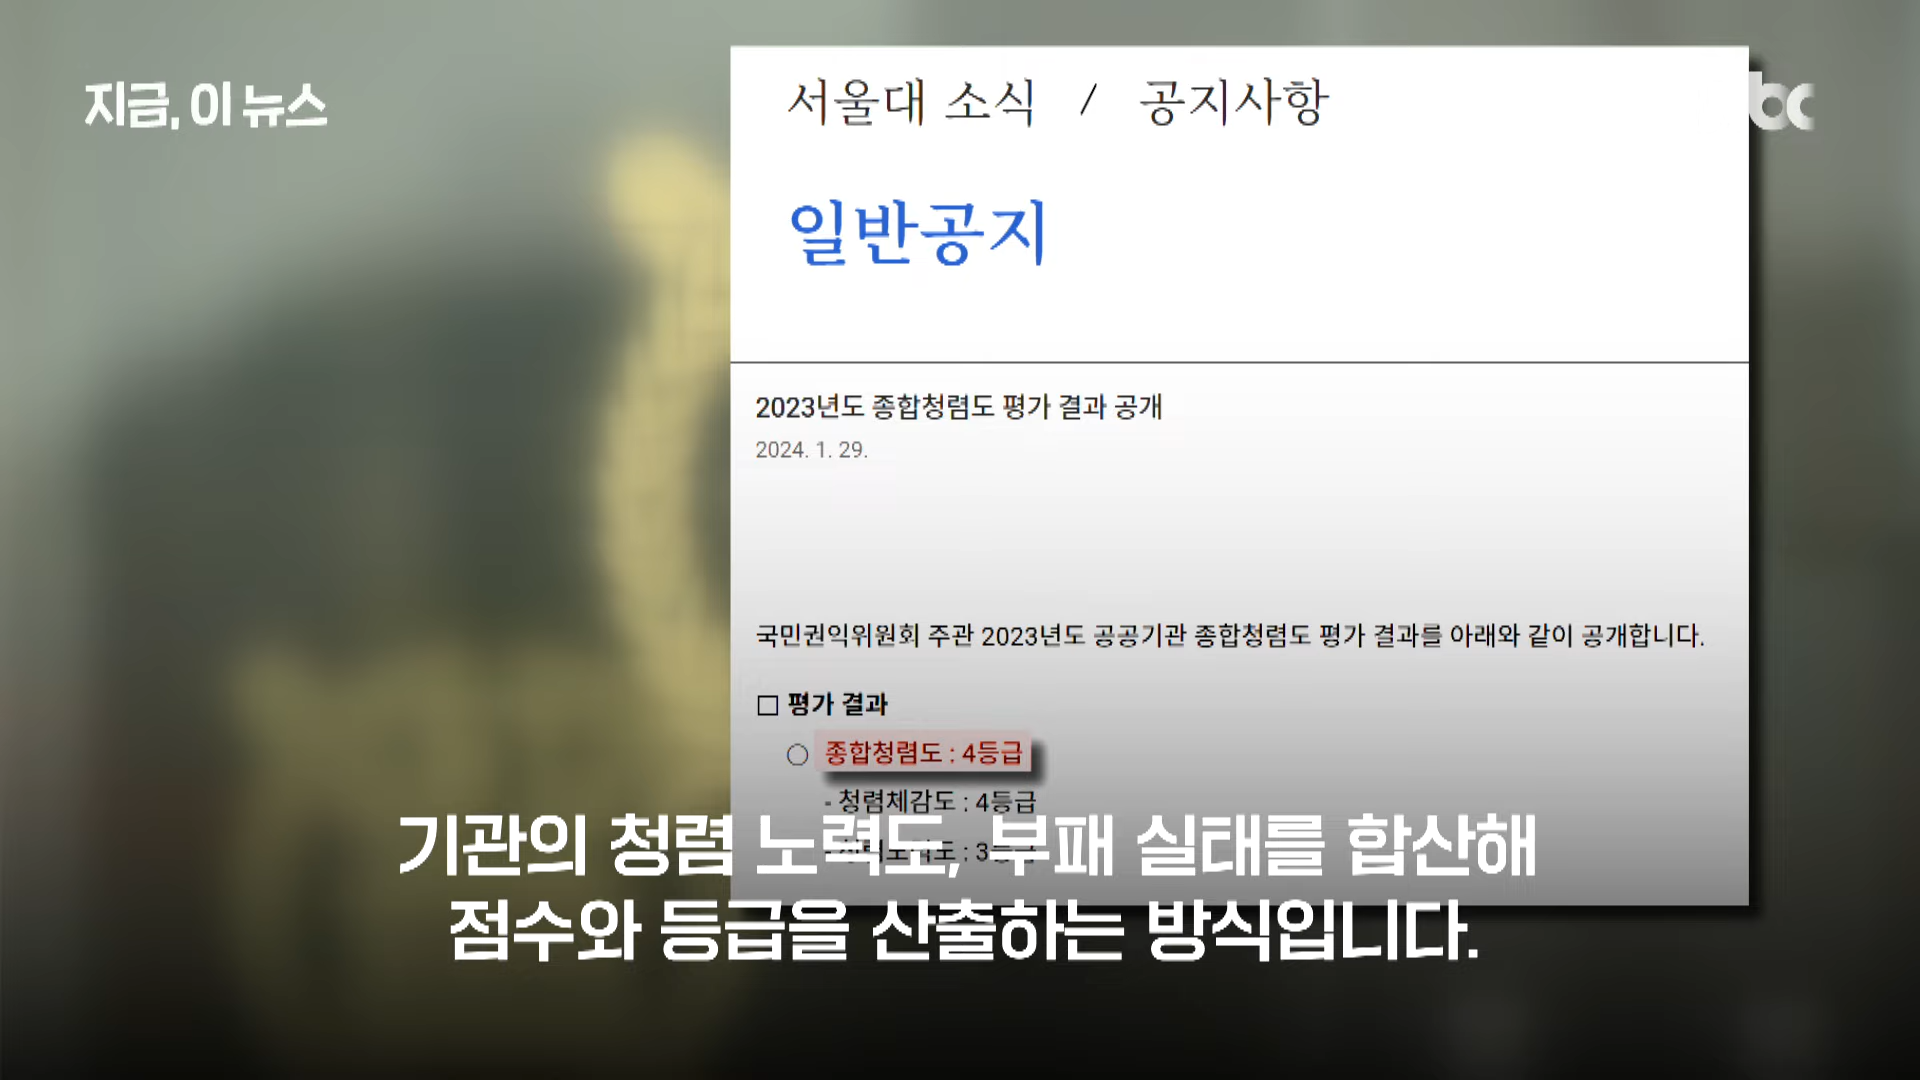 지금, 이 뉴스
bc
서울대 소식 / 공지사항
일반공지
2023년도 종합청렴도 평가 결과 공개
2024. 1. 29.
국민권익위원회 주관 2023년도 공공기관 종합청렴도 평가 결과를 아래와 같이 공개합니다.
□ 평가 결과
○ 종합청렴도 : 4등급
- 청렴체감도 : 4등급
기관의 청렴 노력도, 부패 실태를 합산해
점수와 등급을 산출하는 방식입니다.